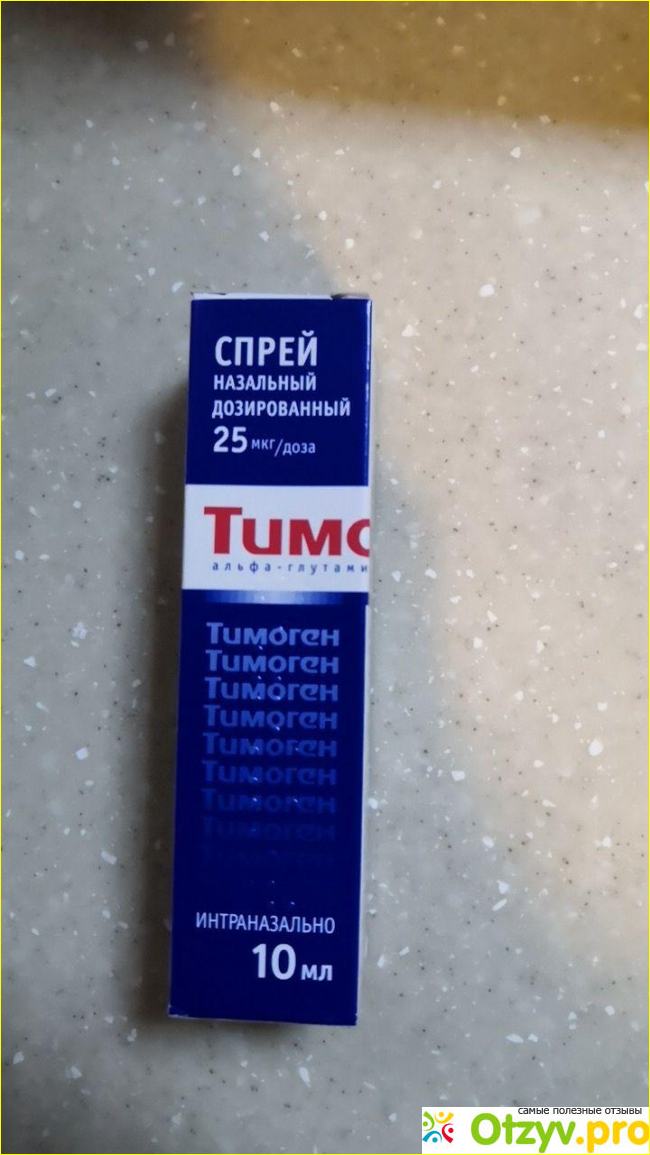 СПРЕЙ
НАЗАЛЬНЫЙ
ДОЗИРОВАННЫЙ
25 мкг/доза
Тимо
альфа-глутами
Тимоген
Тимоген
Тимоген
Тимоген
Тимоген
Тимоген
Тимоген
Тимоген
ИНТРАНАЗАЛЬНО
10 мл
самые полезные отзывы
Otzyv.pro